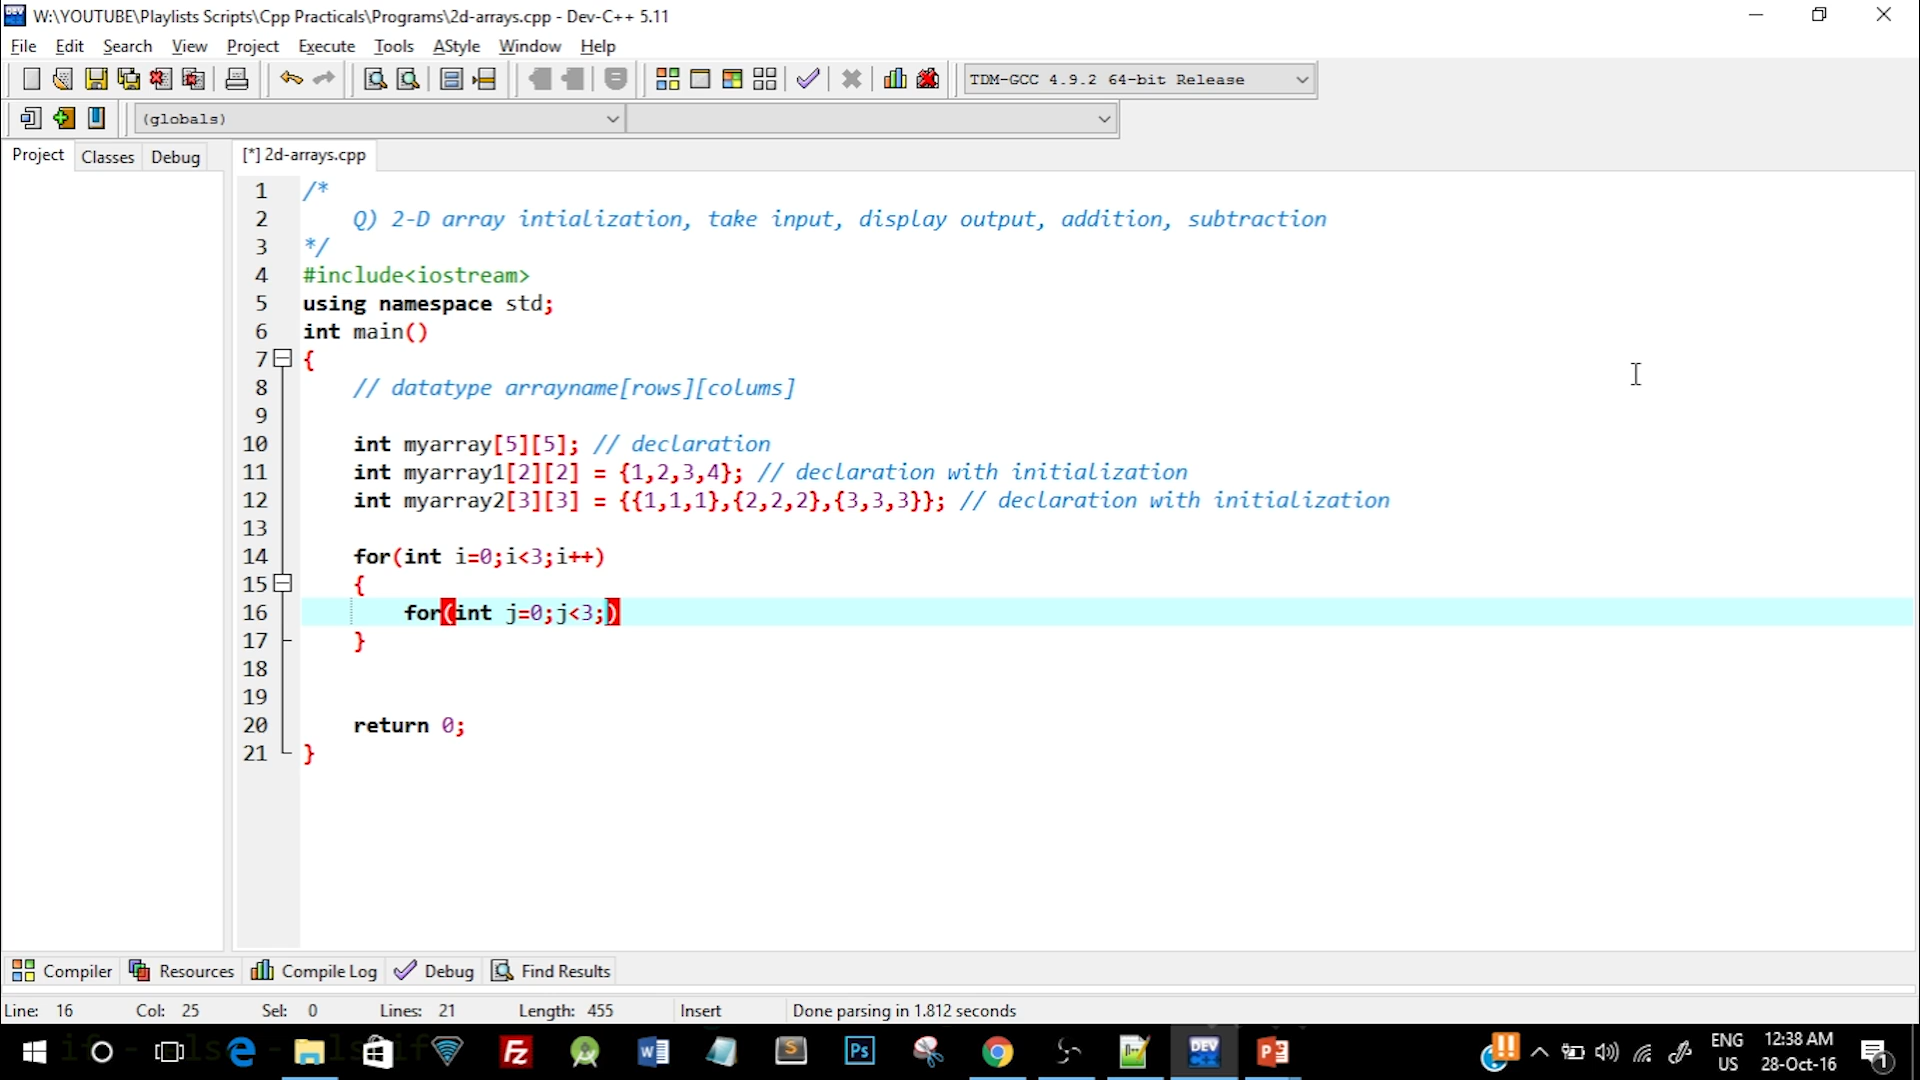 W:\YOUTUBE\Playlists Scripts\Cpp Practicals\Programs\2d-arrays.cpp - Dev-C++ 5.11
File Edit Search View Project Execute Tools AStyle Window Help
TDM-GCC 4.9.2 64-bit Release
(globals)
Project Classes Debug [*] 2d-arrays.cpp
1 /*
2 Q) 2-D array intialization, take input, display output, addition, subtraction
3 */
4 #include<iostream>
5 using namespace std;
6 int main()
7 {
8 // datatype arrayname[rows][colums]
9
10 int myarray[5][5]; // declaration
11 int myarray1[2][2] = {1,2,3,4}; // declaration with initialization
12 int myarray2[3][3] = {{1,1,1},{2,2,2},{3,3,3}}; // declaration with initialization
13
14 for(int i=0;i<3;i++)
15 {
16 for(int j=0;j<3;)
17 }
18
19
20 return 0;
21 }
Compiler Resources Compile Log Debug Find Results
Line: 16 Col: 25 Sel: 0 Lines: 21 Length: 455 Insert Done parsing in 1.812 seconds
ENG 12:38 AM
US 28-Oct-16 1